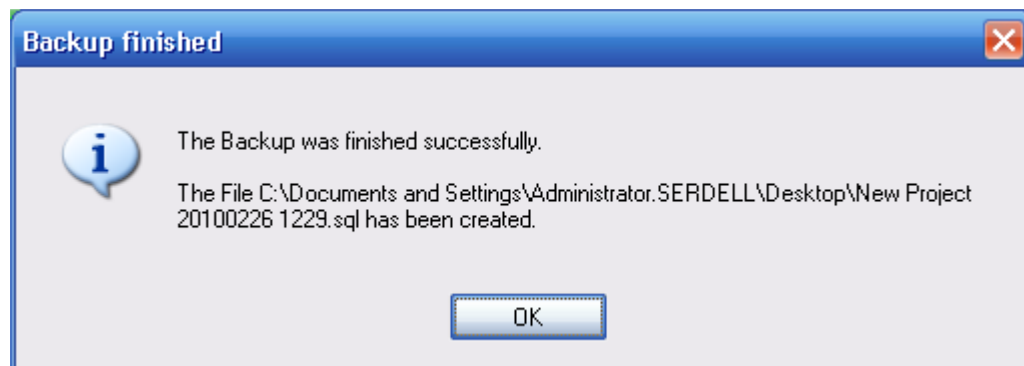 Backup finished
The Backup was finished successfully.
The File C:\Documents and Settings\Administrator.SERDELL\Desktop\New Project
20100226 1229.sql has been created.
OK